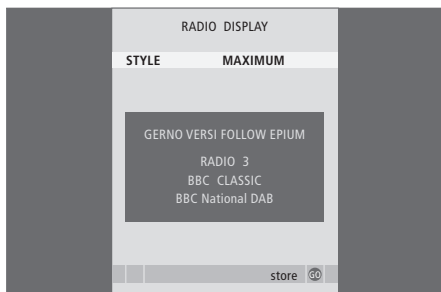 RADIO DISPLAY
STYLE MAXIMUM
GERNO VERSI FOLLOW EPIUM
RADIO 3
BBC CLASSIC
BBC National DAB
store GO